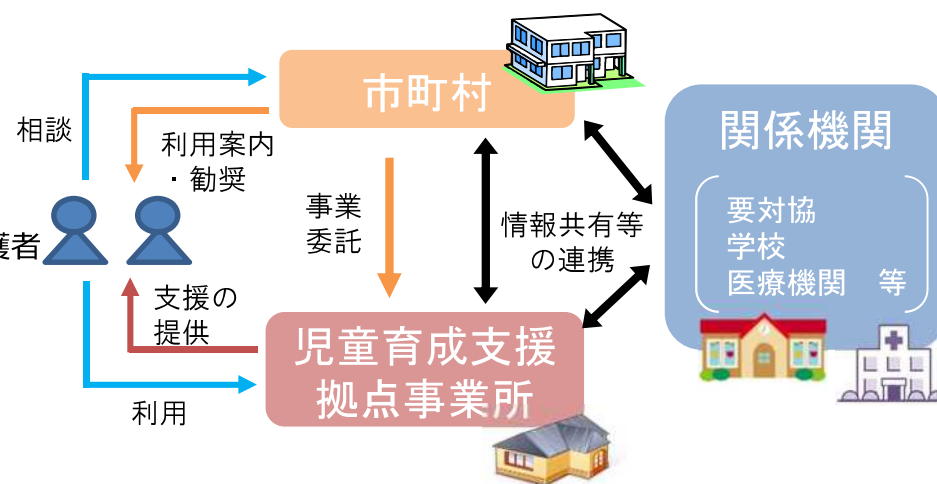 市町村
関係機関
相談
利用案内
・勧奨
要対協
学校
医療機関　等
事業
委託
情報共有等
の連携
護者
支援の
提供
児童育成支援
拠点事業所
利用